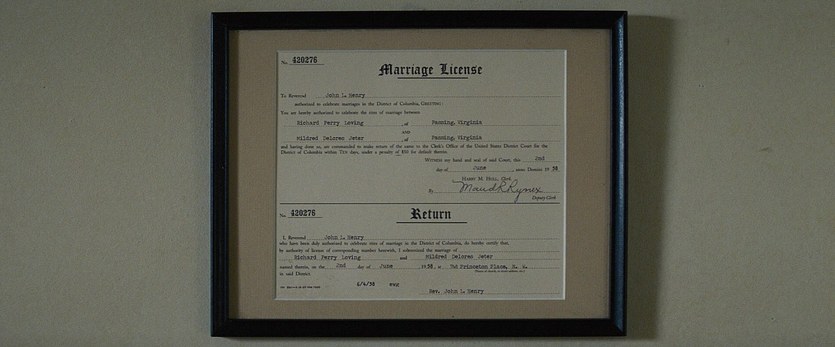 No. 420276
Marriage License
To Reverend John L. Henry
authorized to celebrate marriages in the District of Columbia, GREETING:
You are hereby authorized to celebrate the rites of marriage between
Richard Perry Loving , of Passing, Virginia
AND
Mildred Delores Jeter , of Passing, Virginia
and having done so, are commanded to make return of the same to the Clerk's Office of the United States District Court for the
District of Columbia within TEN days, under a penalty of $50 for default therein.
WITNESS my hand and seal of said Court, this 2nd
day of June , anno Domini 19 58
Clerk
By Maud R Rynex
Deputy Clerk
No. 420276
Return
I, Reverend John L. Henry
who have been duly authorized to celebrate rites of marriage in the District of Columbia, do hereby certify that,
by authority of license of corresponding number herewith, I solemnized the marriage of
Richard Perry Loving and Mildred Delores Jeter
named therein, on the 2nd day of June , 19 58, at Princeton Place, N. W.
in said District.
6/6/58
Rev. John L. Henry